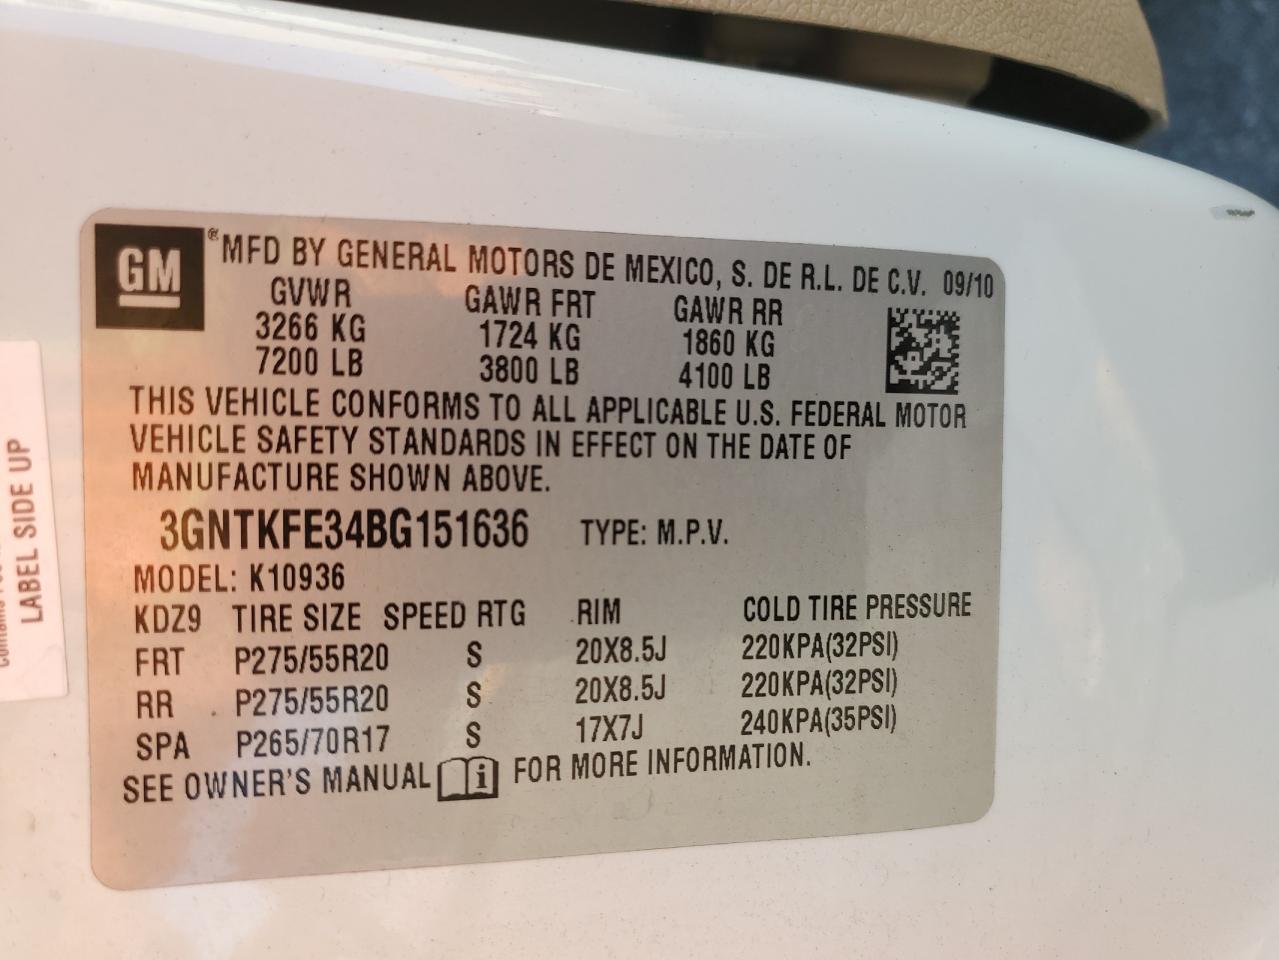 GM
® MFD BY GENERAL MOTORS DE MEXICO, S. DE R.L. DE C.V. 09/10
GVWR GAWR FRT GAWR RR
3266 KG 1724 KG 1860 KG
7200 LB 3800 LB 4100 LB
THIS VEHICLE CONFORMS TO ALL APPLICABLE U.S. FEDERAL MOTOR
VEHICLE SAFETY STANDARDS IN EFFECT ON THE DATE OF
MANUFACTURE SHOWN ABOVE.
3GNTKFE34BG151636 TYPE: M.P.V.
MODEL: K10936
KDZ9 TIRE SIZE SPEED RTG RIM COLD TIRE PRESSURE
FRT P275/55R20 S 20X8.5J 220KPA(32PSI)
RR P275/55R20 S 20X8.5J 220KPA(32PSI)
SPA P265/70R17 S 17X7J 240KPA(35PSI)
SEE OWNER'S MANUAL i FOR MORE INFORMATION.
LABEL SIDE UP